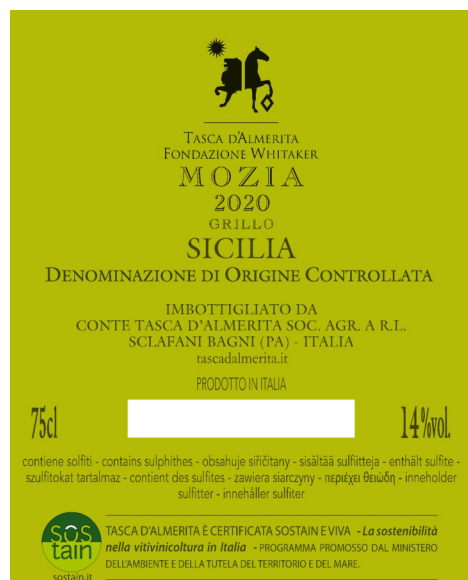 TASCA D'ALMERITA
FONDAZIONE WHITAKER
MOZIA
2020
GRILLO
SICILIA
DENOMINAZIONE DI ORIGINE CONTROLLATA
IMBOTTIGLIATO DA
CONTE TASCA D'ALMERITA SOC. AGR. A R.L.
SCLAFANI BAGNI (PA) - ITALIA
tascadalmerita.it
PRODOTTO IN ITALIA
75cl
14%vol.
contiene solfiti - contains sulphithes - obsahuje siřičitany - sisältää sulfiitteja - enthält sulfite -
szulfitokat tartalmaz - contient des sulfites - zawiera siarczyny - περιέχει θειώδη - inneholder
sulfitter - innehåller sulfiter
SOS
tain
sostain.it
TASCA D'ALMERITA È CERTIFICATA SOSTAIN E VIVA - La sostenibilità
nella vitivinicoltura in Italia - PROGRAMMA PROMOSSO DAL MINISTERO
DELL'AMBIENTE E DELLA TUTELA DEL TERRITORIO E DEL MARE.